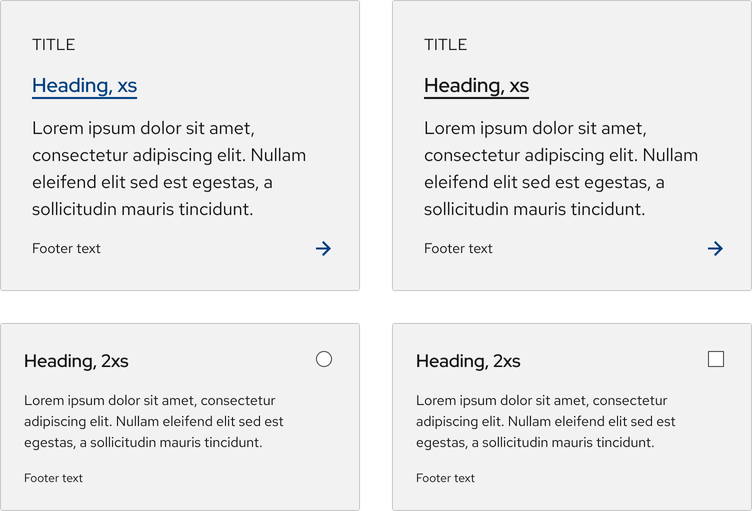 TITLE
Heading, xs
Lorem ipsum dolor sit amet,
consectetur adipiscing elit. Nullam
eleifend elit sed est egestas, a
sollicitudin mauris tincidunt.
Footer text
TITLE
Heading, xs
Lorem ipsum dolor sit amet,
consectetur adipiscing elit. Nullam
eleifend elit sed est egestas, a
sollicitudin mauris tincidunt.
Footer text
Heading, 2xs
Lorem ipsum dolor sit amet, consectetur
adipiscing elit. Nullam eleifend elit sed est
egestas, a sollicitudin mauris tincidunt.
Footer text
Heading, 2xs
Lorem ipsum dolor sit amet, consectetur
adipiscing elit. Nullam eleifend elit sed est
egestas, a sollicitudin mauris tincidunt.
Footer text